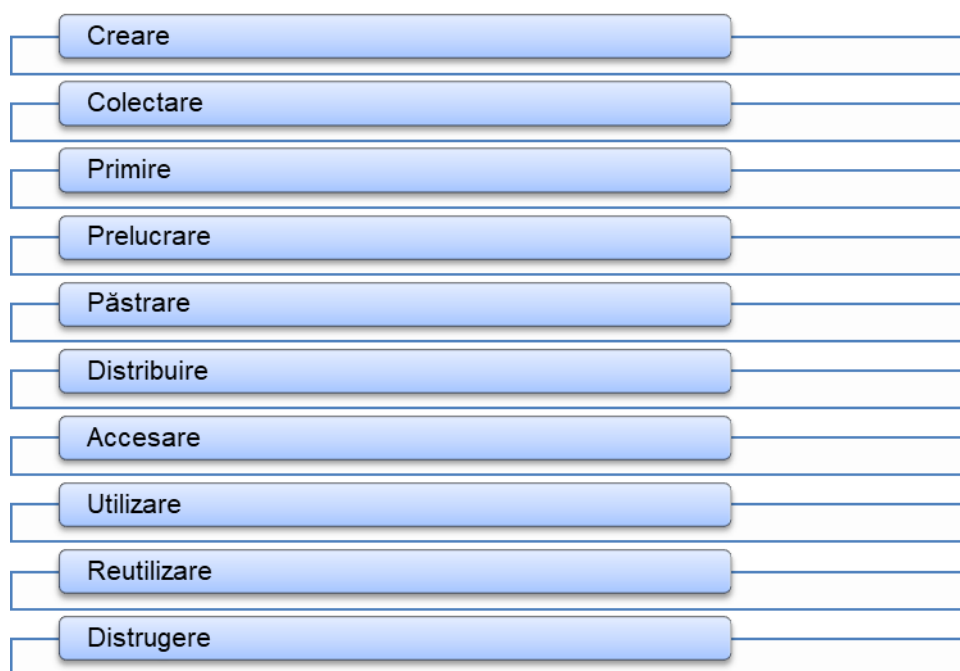 Creare
Colectare
Primire
Prelucrare
Păstrare
Distribuire
Accesare
Utilizare
Reutilizare
Distrugere